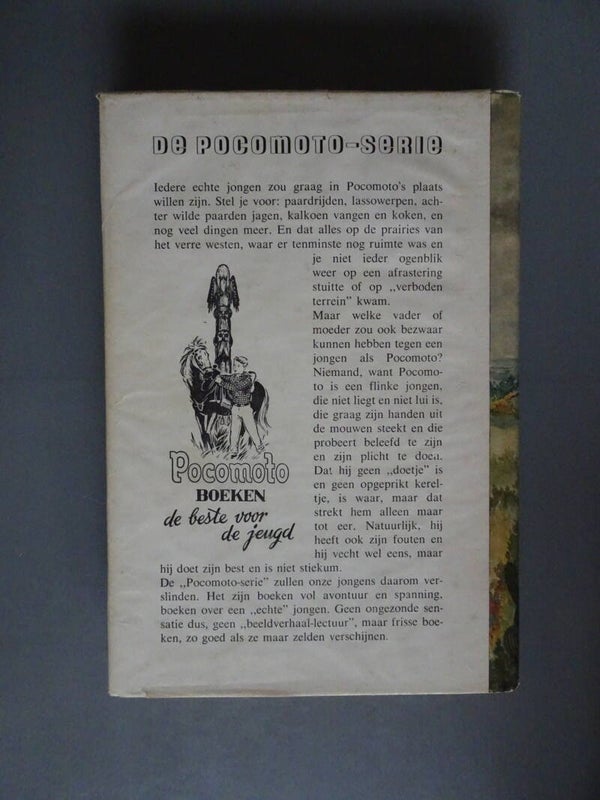 DE POCOMOTO-SERIE
Iedere echte jongen zou graag in Pocomoto's plaats
willen zijn. Stel je voor: paardrijden, lassowerpen, ach-
ter wilde paarden jagen, kalkoen vangen en koken, en
nog veel dingen meer. En dat alles op de prairies van
het verre westen, waar er tenminste nog ruimte was en
je niet ieder ogenblik
weer op een afrastering
stuitte of op „verboden
terrein" kwam.
Maar welke vader of
moeder zou ook bezwaar
kunnen hebben tegen een
jongen als Pocomoto?
Niemand, want Pocomo-
to is een flinke jongen,
die niet liegt en niet lui is,
die graag zijn handen uit
de mouwen steekt en die
probeert beleefd te zijn
en zijn plicht te doen.
Dat hij geen „doetje" is
en geen opgeprikt kerel-
tje, is waar, maar dat
strekt hem alleen maar
tot eer. Natuurlijk, hij
heeft ook zijn fouten en
hij vecht wel eens, maar
hij doet zijn best en is niet stiekum.
De „Pocomoto-serie" zullen onze jongens daarom ver-
slinden. Het zijn boeken vol avontuur en spanning,
boeken over een „echte" jongen. Geen ongezonde sen-
satie dus, geen „beeldverhaal-lectuur", maar frisse boe-
ken, zo goed als ze maar zelden verschijnen.
Pocomoto
BOEKEN
de beste voor
de jeugd